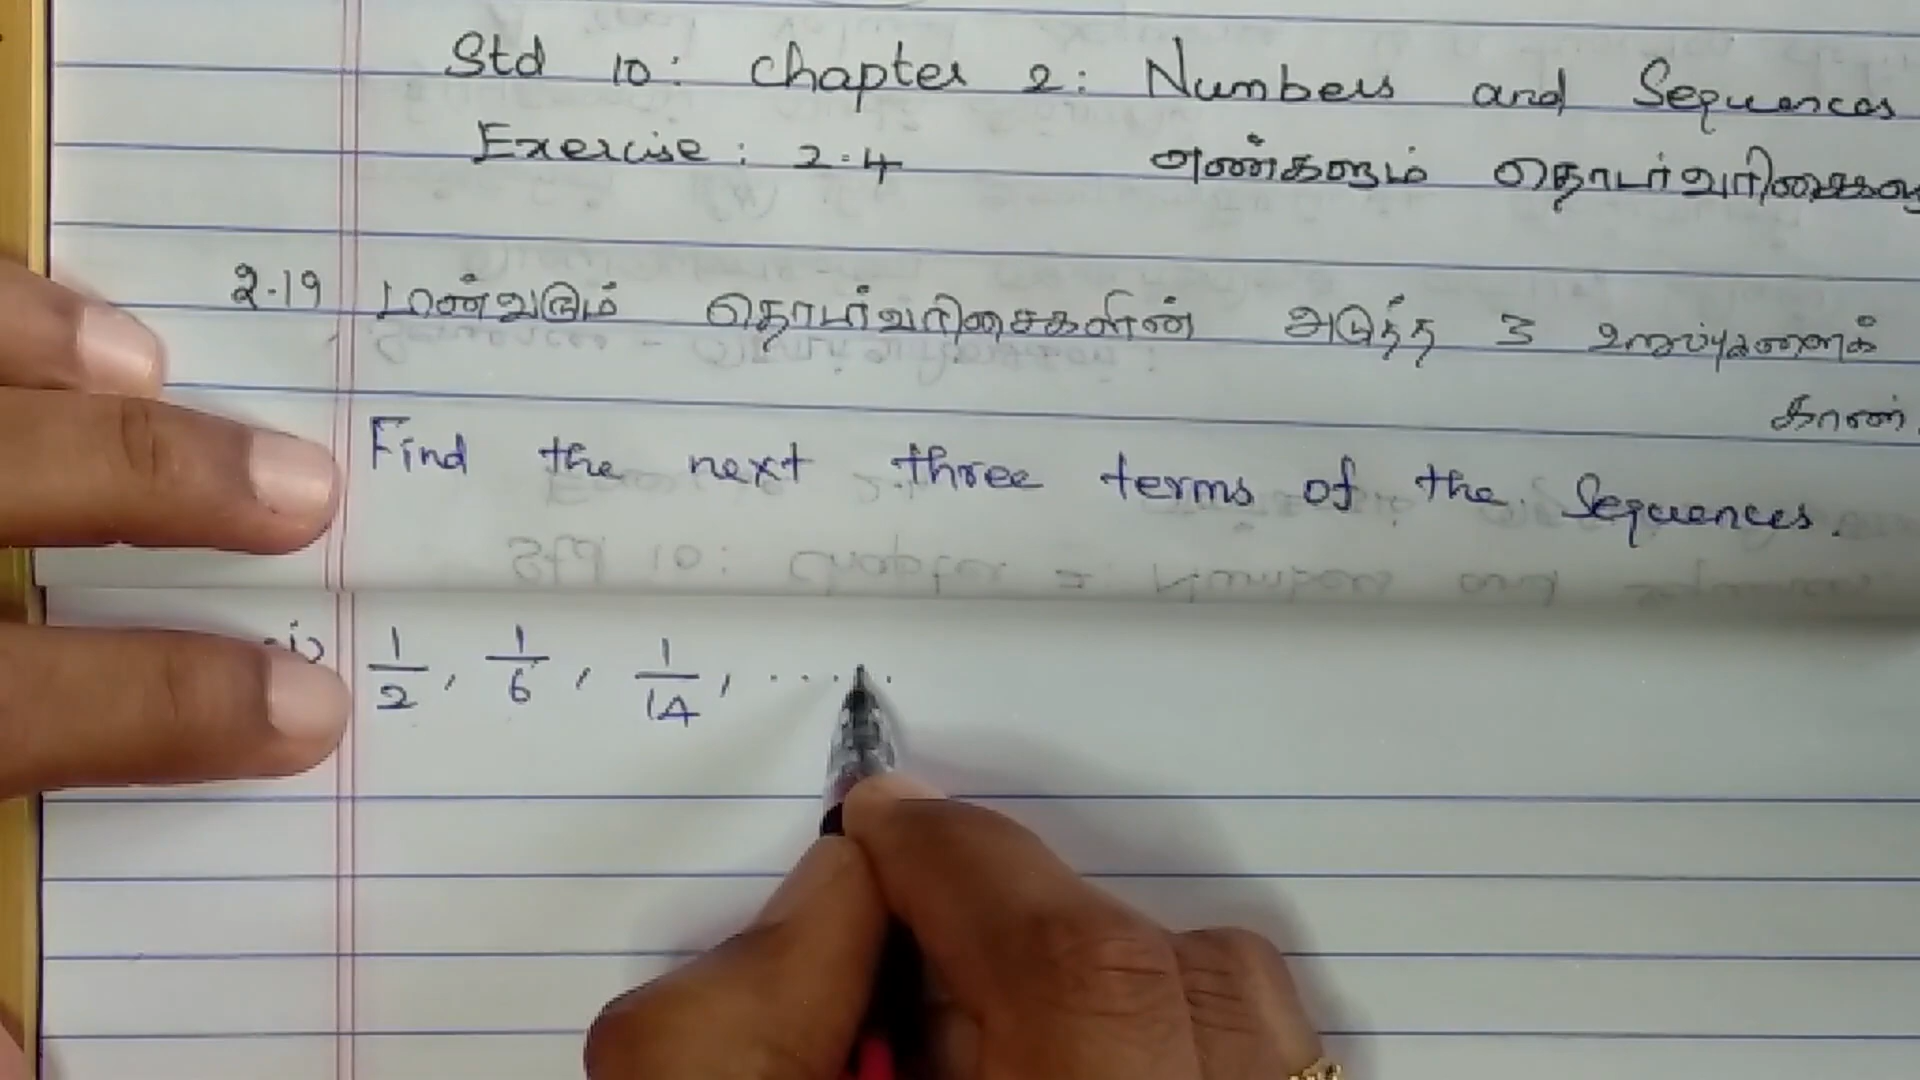 Std 10: Chapter 2: Numbers and Sequences
Exercise: 2.4 எண்களும் தொடர்வரிசைகளு
2.19 பின்வரும் தொடர்வரிசைகளின் அடுத்த 3 உறுப்புகளைக்
காண்.
Find the next three terms of the Sequences.
i) 1/2, 1/6, 1/14, ......